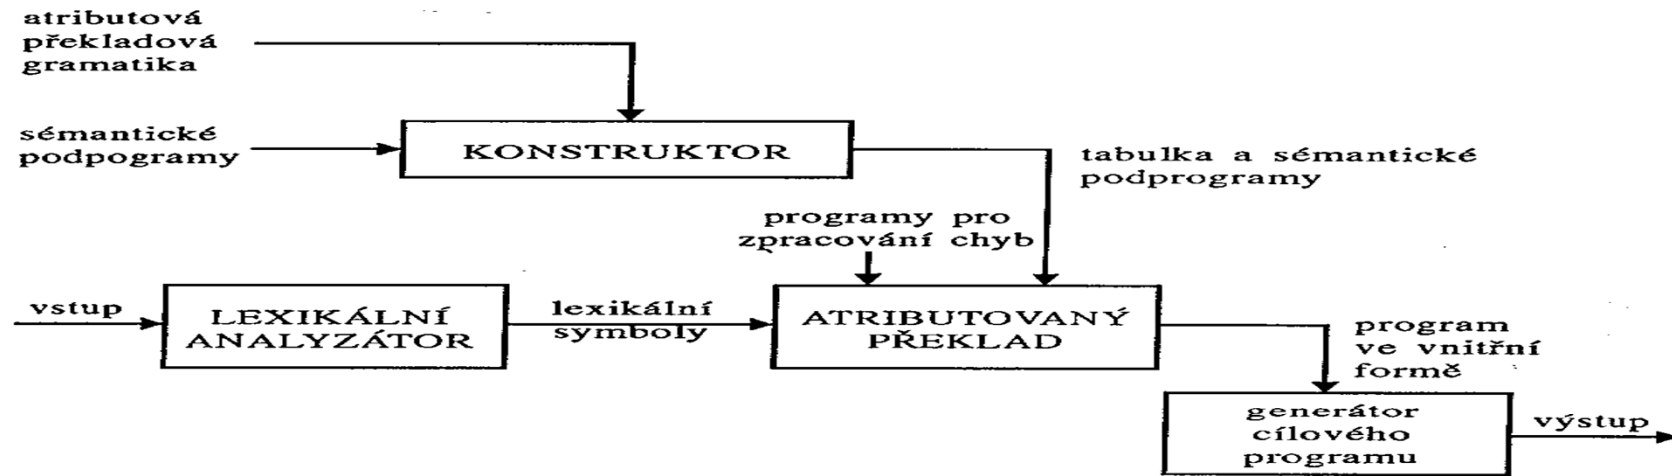 atributová
překladová
gramatika
sémantické
podpogramy
KONSTRUKTOR
tabulka a sémantické
podprogramy
programy pro
zpracování chyb
vstup
LEXIKÁLNÍ
ANALYZÁTOR
lexikální
symboly
ATRIBUTOVANÝ
PŘEKLAD
program
ve vnitřní
formě
generátor
cílového
programu
výstup